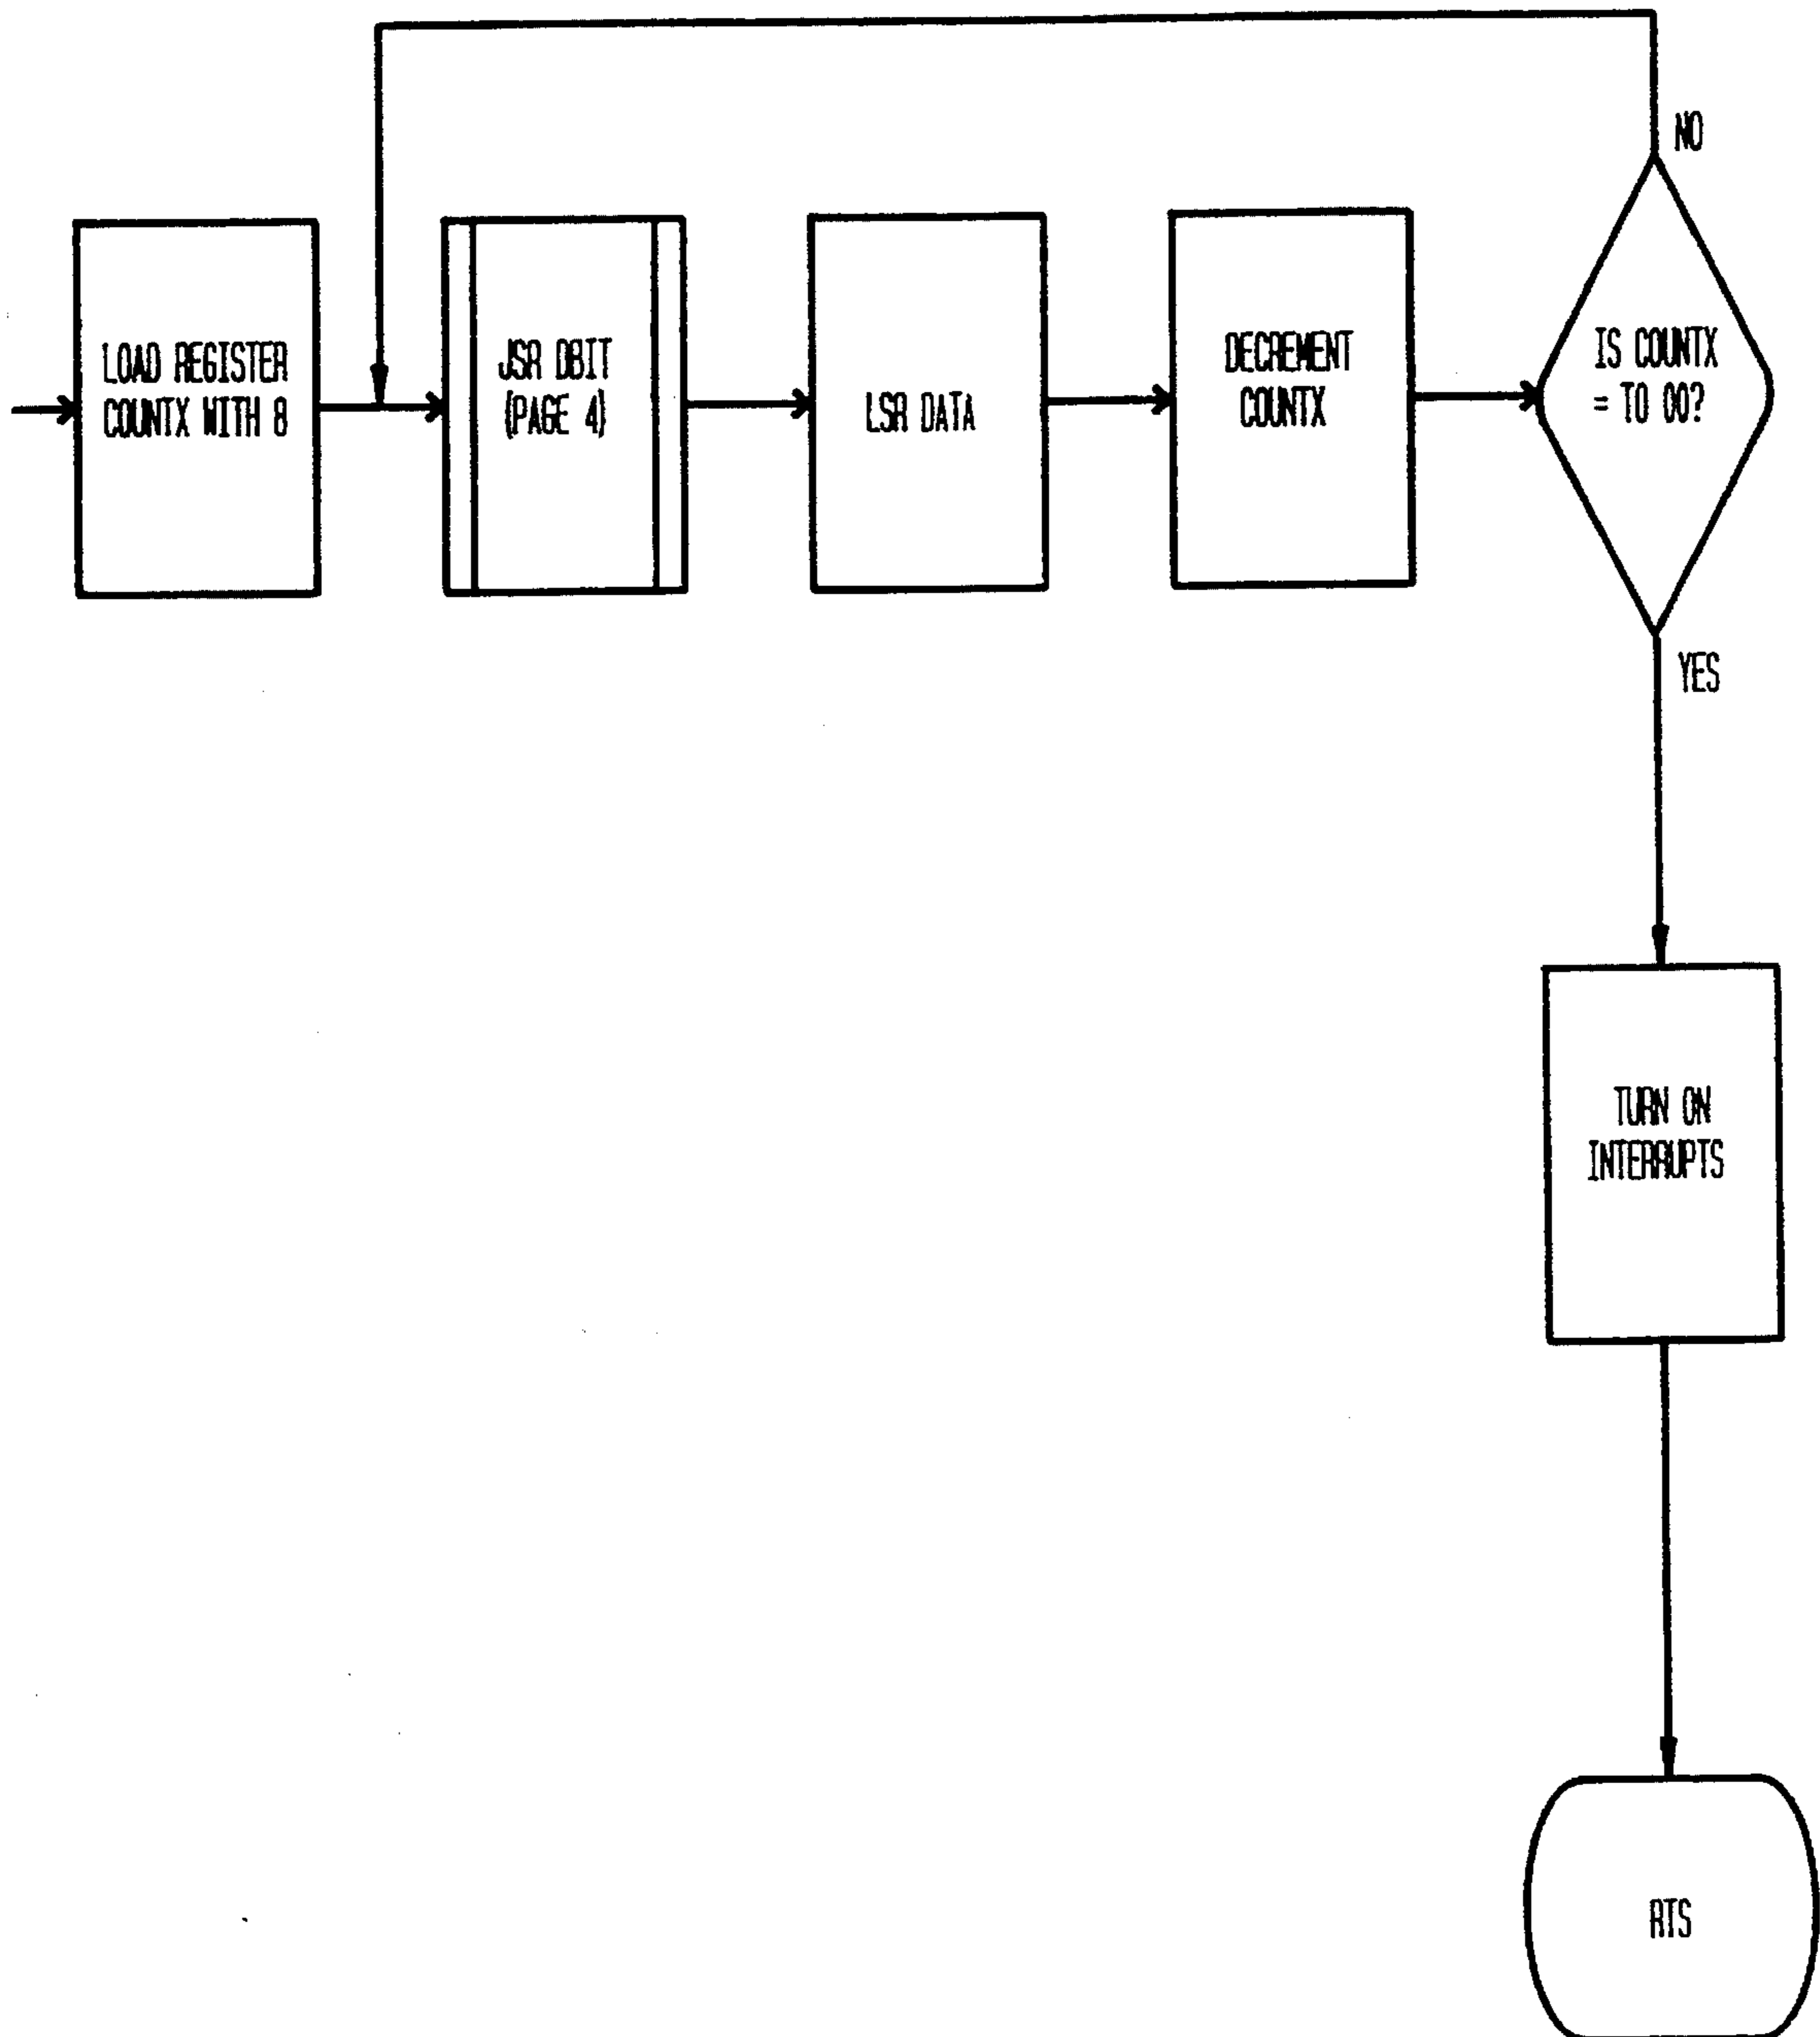 NO
LOAD REGISTER
COUNTX WITH 8
JSR DBIT
(PAGE 4)
LSR DATA
DECREMENT
COUNTX
IS COUNTX
= TO 00?
YES
TURN ON
INTERRUPTS
RTS